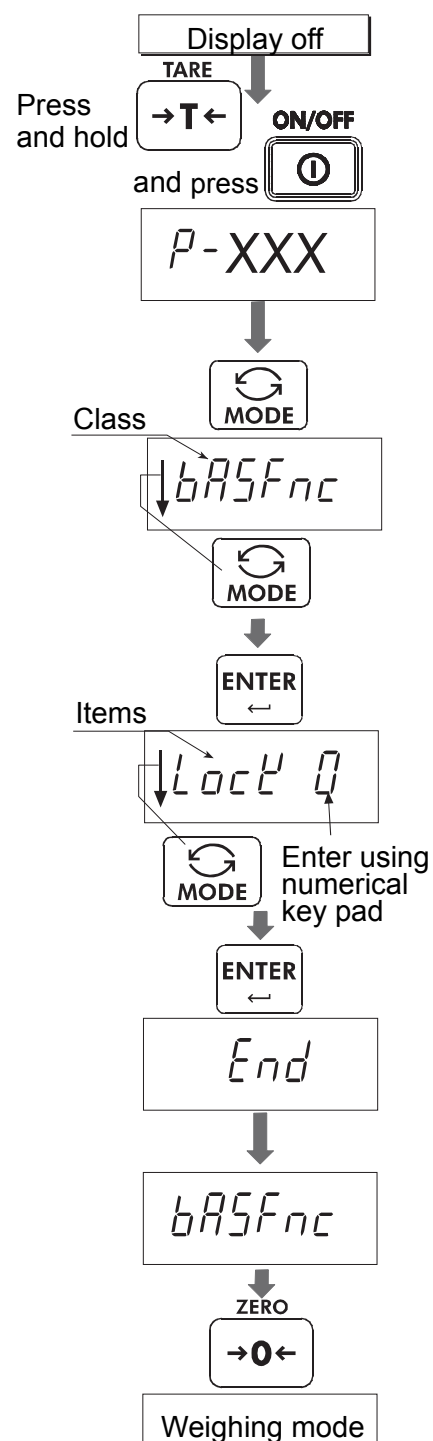 Display off
TARE
Press
and hold
→T←
ON/OFF
and press
P-XXX
MODE
Class
bASFnc
MODE
ENTER
Items
LocK 0
MODE
Enter using
numerical
key pad
ENTER
End
bASFnc
ZERO
→0←
Weighing mode